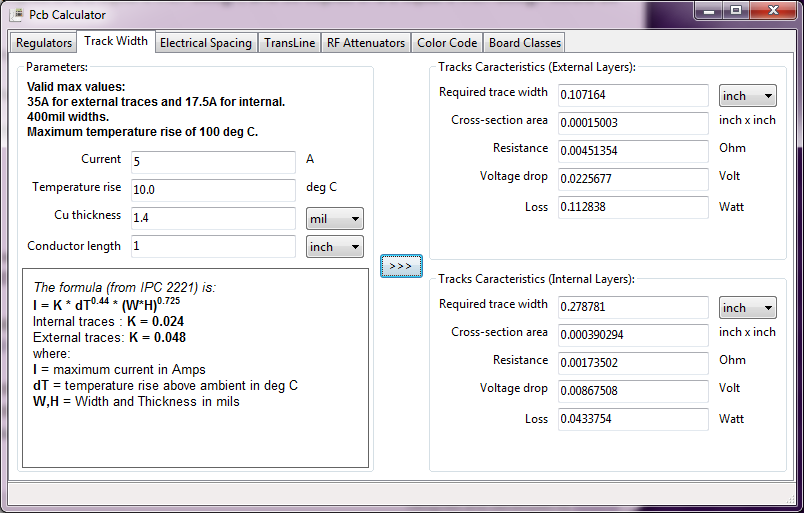 Pcb Calculator
Regulators Track Width Electrical Spacing TransLine RF Attenuators Color Code Board Classes
Parameters:
Valid max values:
35A for external traces and 17.5A for internal.
400mil widths.
Maximum temperature rise of 100 deg C.
Current 5 A
Temperature rise 10.0 deg C
Cu thickness 1.4 mil
Conductor length 1 inch
The formula (from IPC 2221) is:
I = K * dT^0.44 * (W*H)^0.725
Internal traces : K = 0.024
External traces: K = 0.048
where:
I = maximum current in Amps
dT = temperature rise above ambient in deg C
W,H = Width and Thickness in mils
>>>
Tracks Caracteristics (External Layers):
Required trace width 0.107164 inch
Cross-section area 0.00015003 inch x inch
Resistance 0.00451354 Ohm
Voltage drop 0.0225677 Volt
Loss 0.112838 Watt
Tracks Caracteristics (Internal Layers):
Required trace width 0.278781 inch
Cross-section area 0.000390294 inch x inch
Resistance 0.00173502 Ohm
Voltage drop 0.00867508 Volt
Loss 0.0433754 Watt